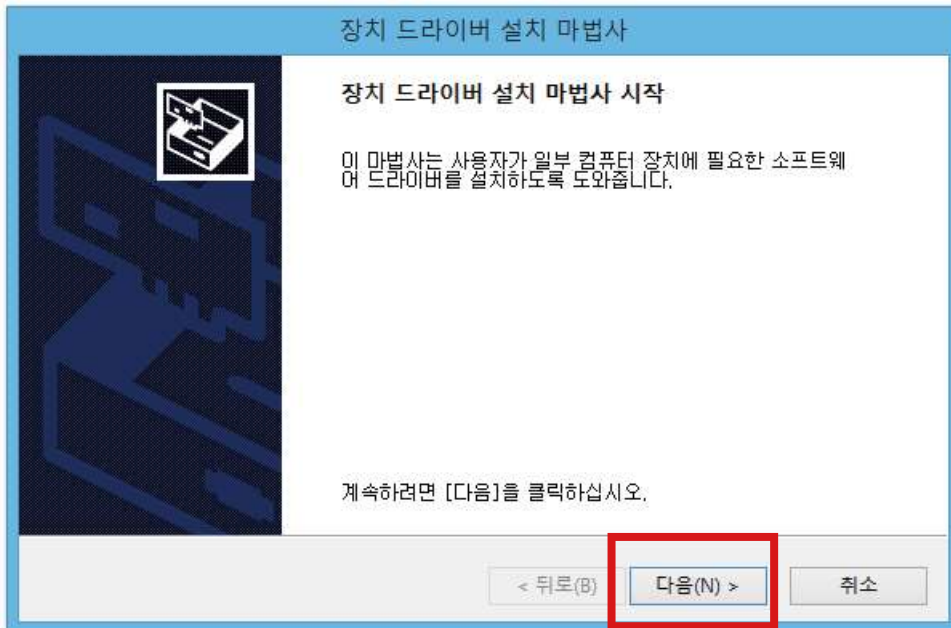 장치 드라이버 설치 마법사
장치 드라이버 설치 마법사 시작
이 마법사는 사용자가 일부 컴퓨터 장치에 필요한 소프트웨
어 드라이버를 설치하도록 도와줍니다.
계속하려면 [다음]을 클릭하십시오.
< 뒤로(B)
다음(N) >
취소